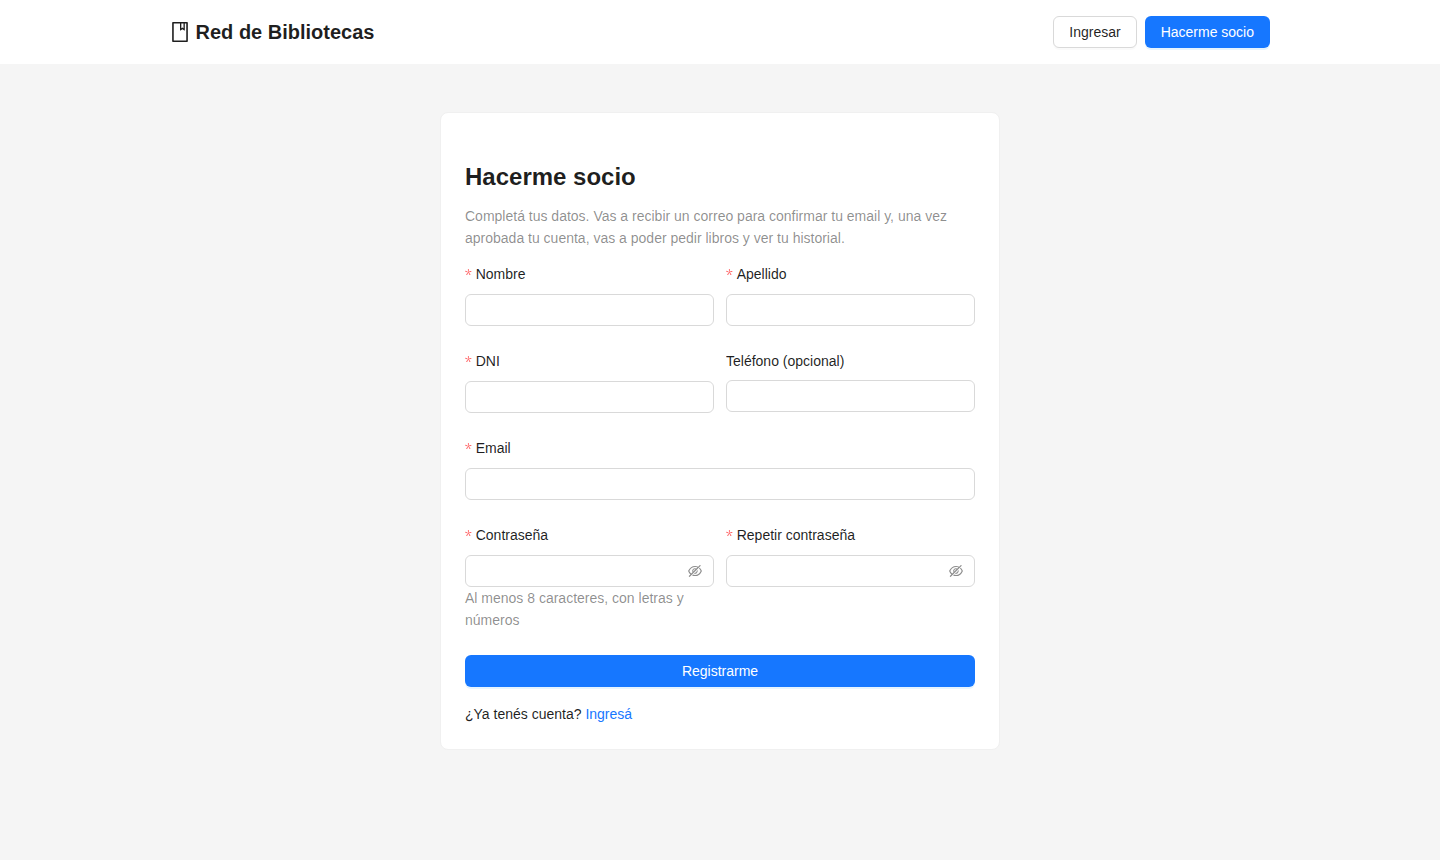 Red de Bibliotecas
Ingresar
Hacerme socio
Hacerme socio
Completá tus datos. Vas a recibir un correo para confirmar tu email y, una vez
aprobada tu cuenta, vas a poder pedir libros y ver tu historial.
* Nombre
* Apellido
* DNI
Teléfono (opcional)
* Email
* Contraseña
* Repetir contraseña
Al menos 8 caracteres, con letras y
números
Registrarme
¿Ya tenés cuenta? Ingresá